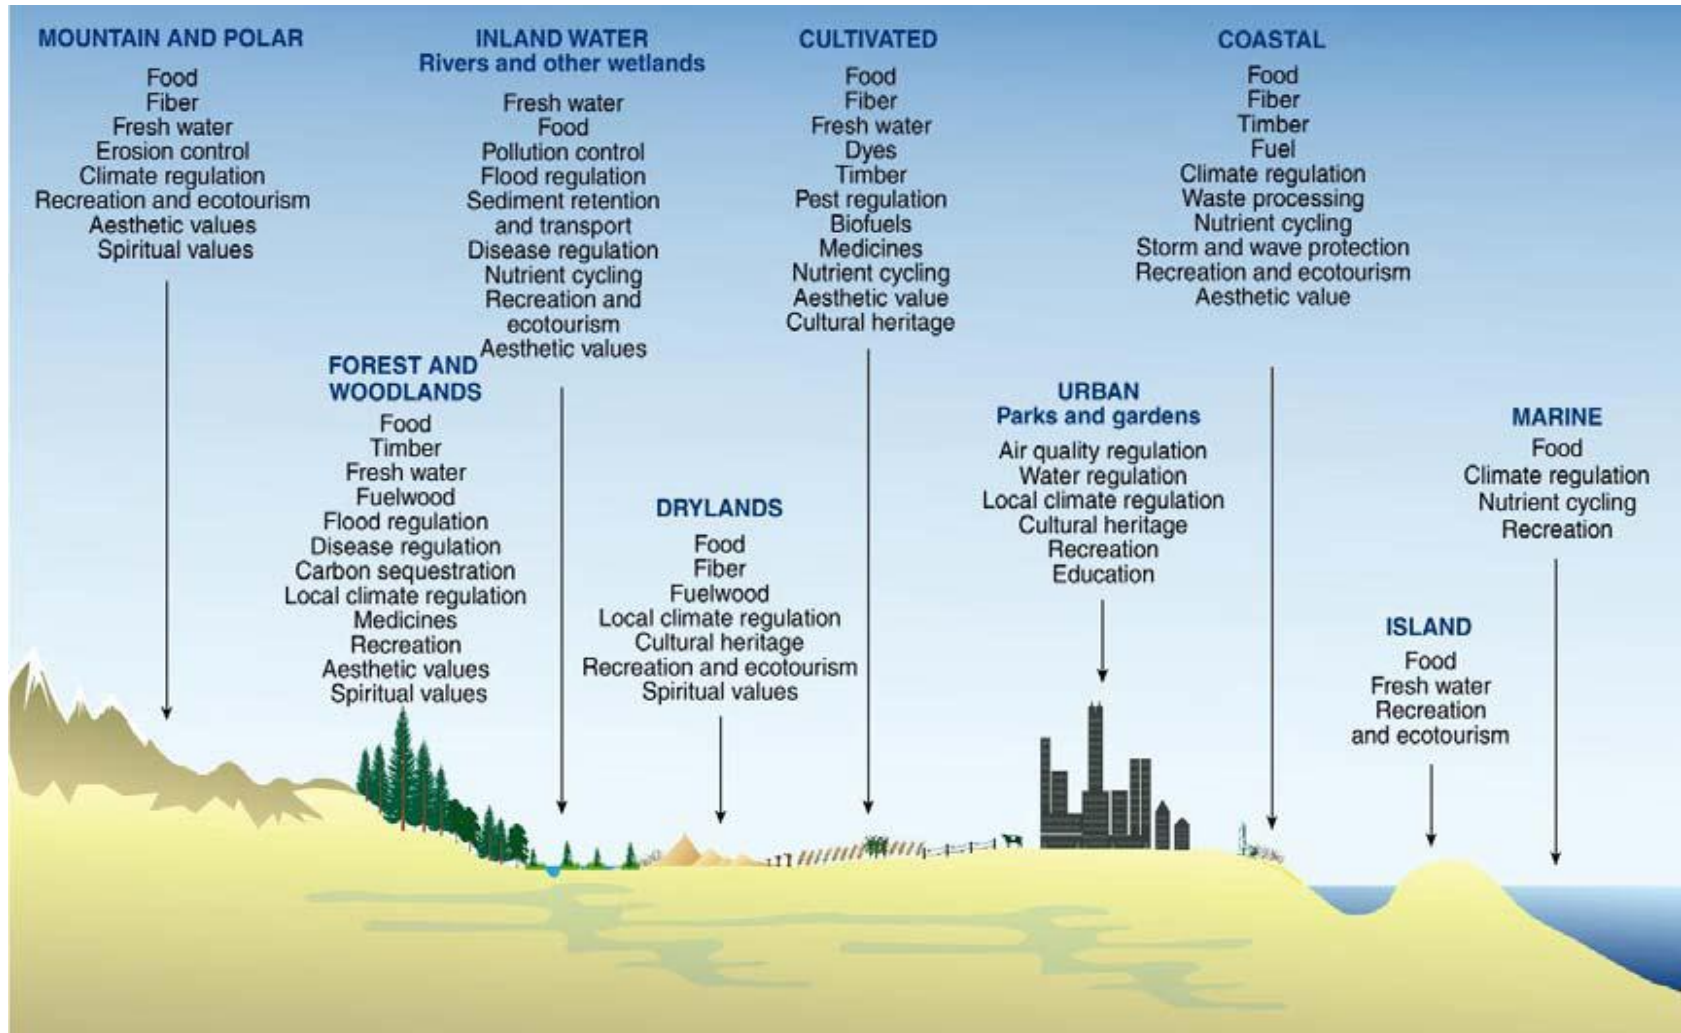 MOUNTAIN AND POLAR
Food
Fiber
Fresh water
Erosion control
Climate regulation
Recreation and ecotourism
Aesthetic values
Spiritual values
INLAND WATER
Rivers and other wetlands
Fresh water
Food
Pollution control
Flood regulation
Sediment retention
and transport
Disease regulation
Nutrient cycling
Recreation and
ecotourism
Aesthetic values
CULTIVATED
Food
Fiber
Fresh water
Dyes
Timber
Pest regulation
Biofuels
Medicines
Nutrient cycling
Aesthetic value
Cultural heritage
COASTAL
Food
Fiber
Timber
Fuel
Climate regulation
Waste processing
Nutrient cycling
Storm and wave protection
Recreation and ecotourism
Aesthetic value
FOREST AND
WOODLANDS
Food
Timber
Fresh water
Fuelwood
Flood regulation
Disease regulation
Carbon sequestration
Local climate regulation
Medicines
Recreation
Aesthetic values
Spiritual values
DRYLANDS
Food
Fiber
Fuelwood
Local climate regulation
Cultural heritage
Recreation and ecotourism
Spiritual values
URBAN
Parks and gardens
Air quality regulation
Water regulation
Local climate regulation
Cultural heritage
Recreation
Education
MARINE
Food
Climate regulation
Nutrient cycling
Recreation
ISLAND
Food
Fresh water
Recreation
and ecotourism